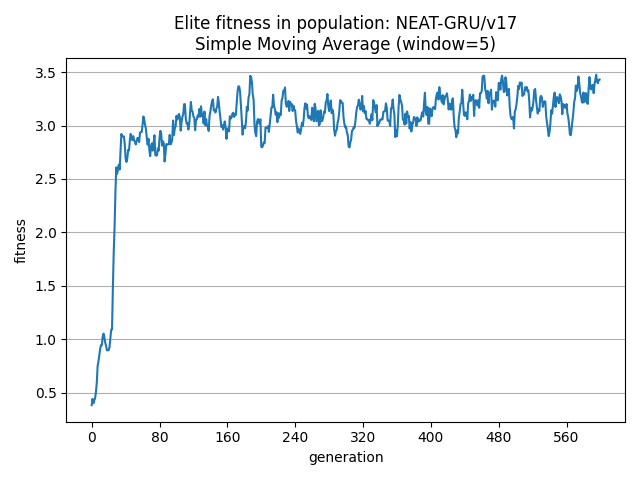 Elite fitness in population: NEAT-GRU/v17
Simple Moving Average (window=5)
3.5
3.0
2.5
2.0
1.5
1.0
0.5
fitness
0 80 160 240 320 400 480 560
generation